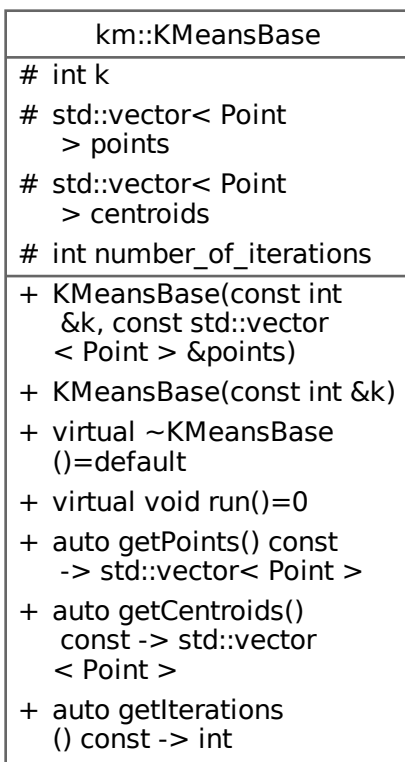 km::KMeansBase
# int k
# std::vector< Point
> points
# std::vector< Point
> centroids
# int number_of_iterations
+ KMeansBase(const int
&k, const std::vector
< Point > &points)
+ KMeansBase(const int &k)
+ virtual ~KMeansBase
()=default
+ virtual void run()=0
+ auto getPoints() const
-> std::vector< Point >
+ auto getCentroids()
const -> std::vector
< Point >
+ auto getIterations
() const -> int